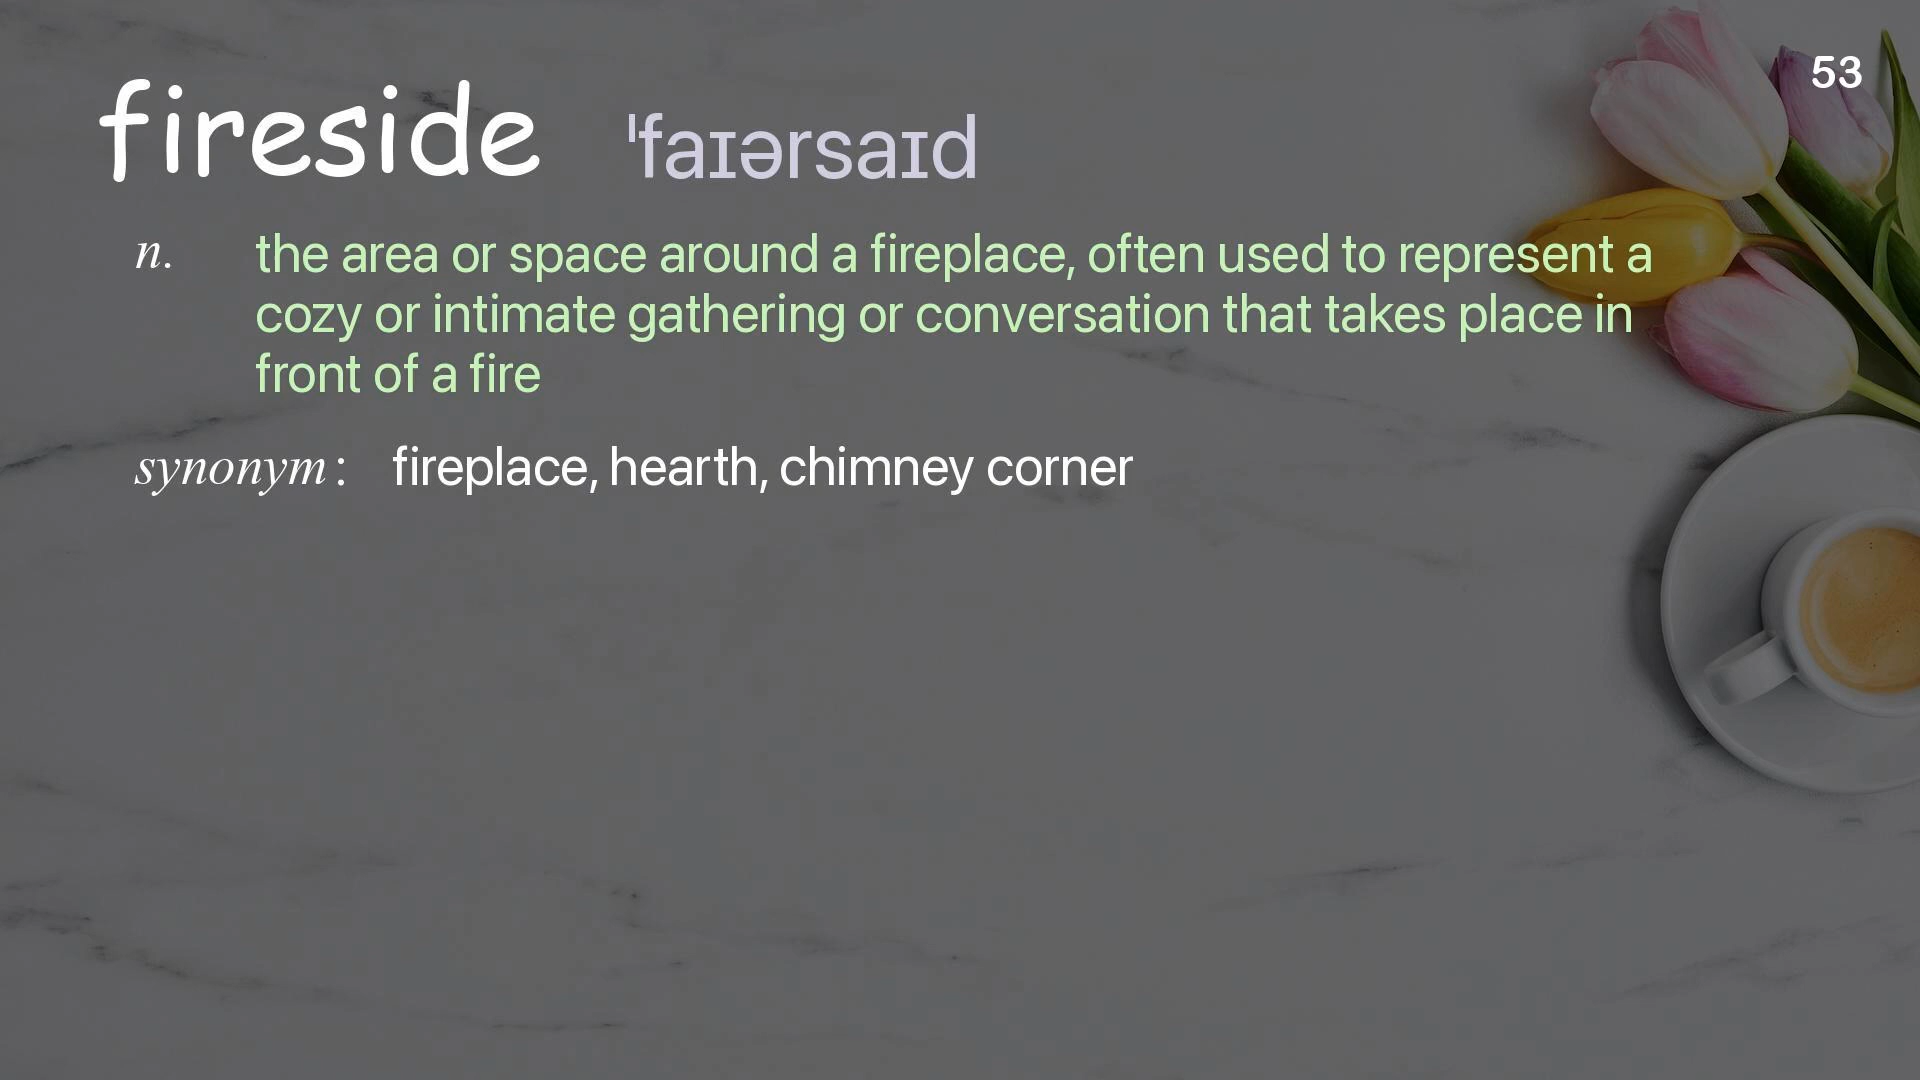 53
fireside ˈfaɪərsaɪd
n. the area or space around a fireplace, often used to represent a
cozy or intimate gathering or conversation that takes place in
front of a fire
synonym : fireplace, hearth, chimney corner